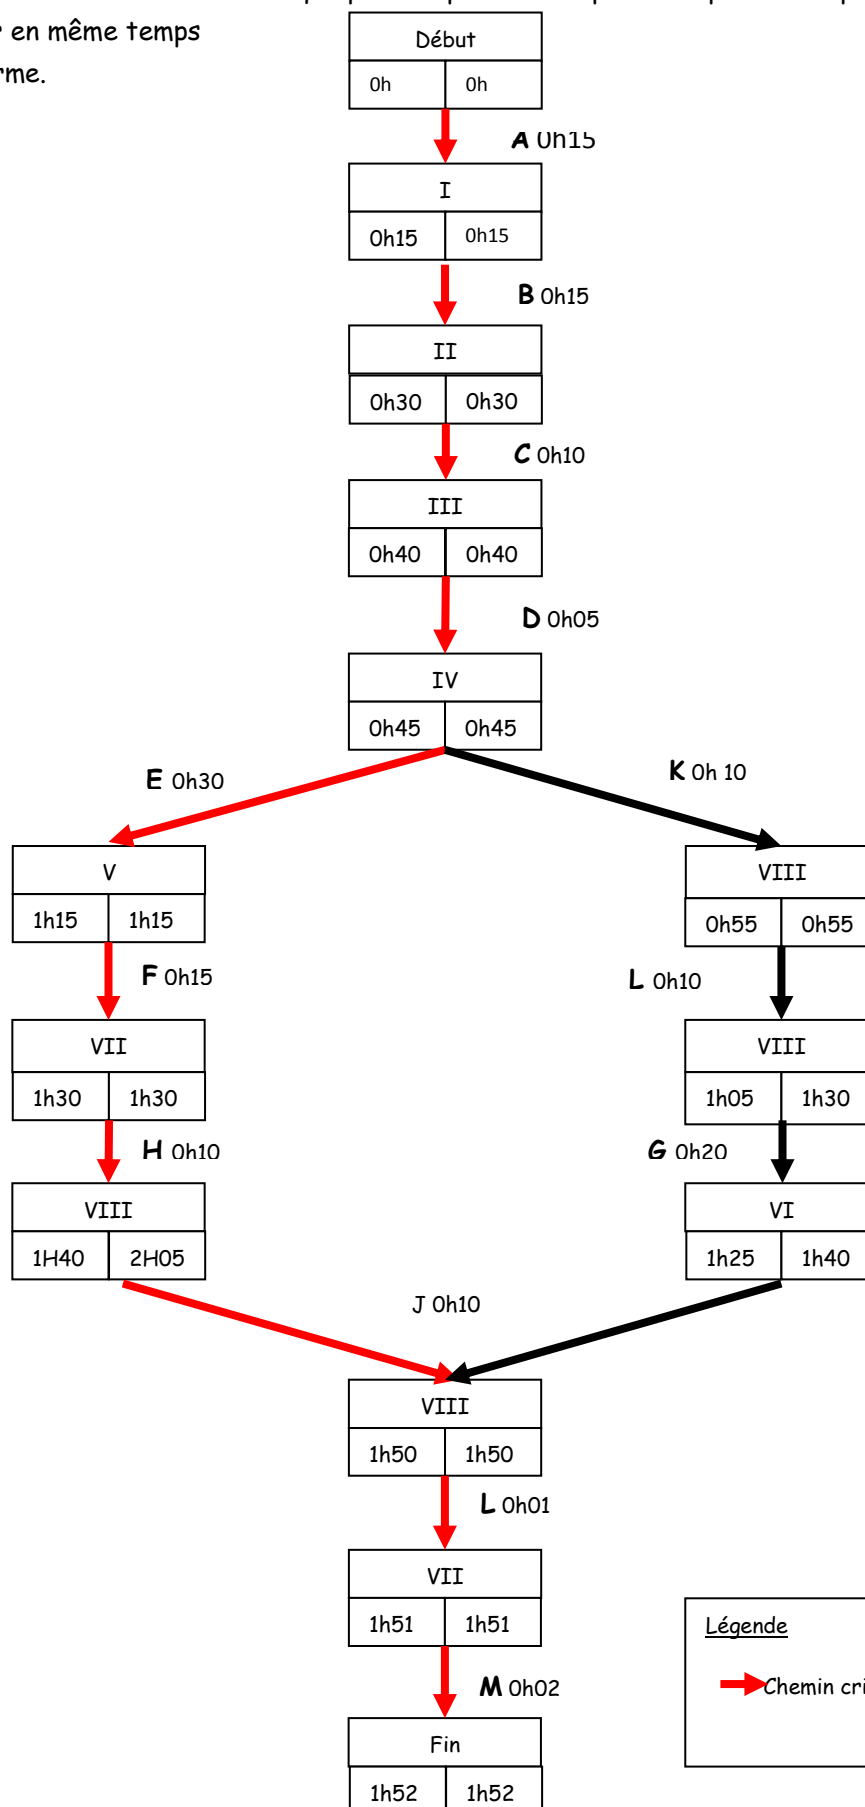 en même temps
rme.
Début
0h 0h
A 0h15
I
0h15 0h15
B 0h15
II
0h30 0h30
C 0h10
III
0h40 0h40
D 0h05
IV
0h45 0h45
E 0h30
K 0h 10
V
VIII
1h15 1h15
0h55 0h55
F 0h15
L 0h10
VII
VIII
1h30 1h30
1h05 1h30
H 0h10
G 0h20
VIII
VI
1H40 2H05
1h25 1h40
J 0h10
VIII
1h50 1h50
L 0h01
VII
1h51 1h51
Légende
M 0h02
Chemin cri
Fin
1h52 1h52